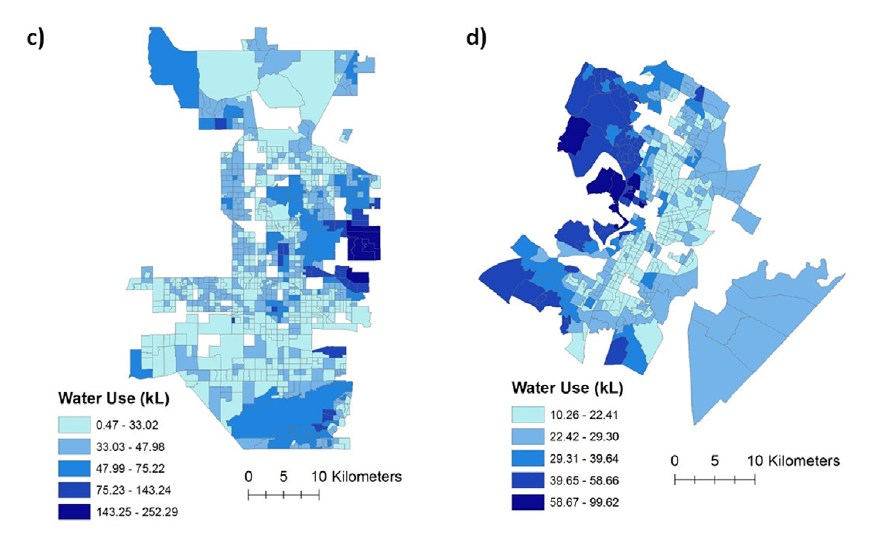 c)
d)
Water Use (kL)
0.47 - 33.02
33.03 - 47.98
47.99 - 75.22
75.23 - 143.24
143.25 - 252.29
0 5 10 Kilometers
Water Use (kL)
10.26 - 22.41
22.42 - 29.30
29.31 - 39.64
39.65 - 58.66
58.67 - 99.62
0 5 10 Kilometers